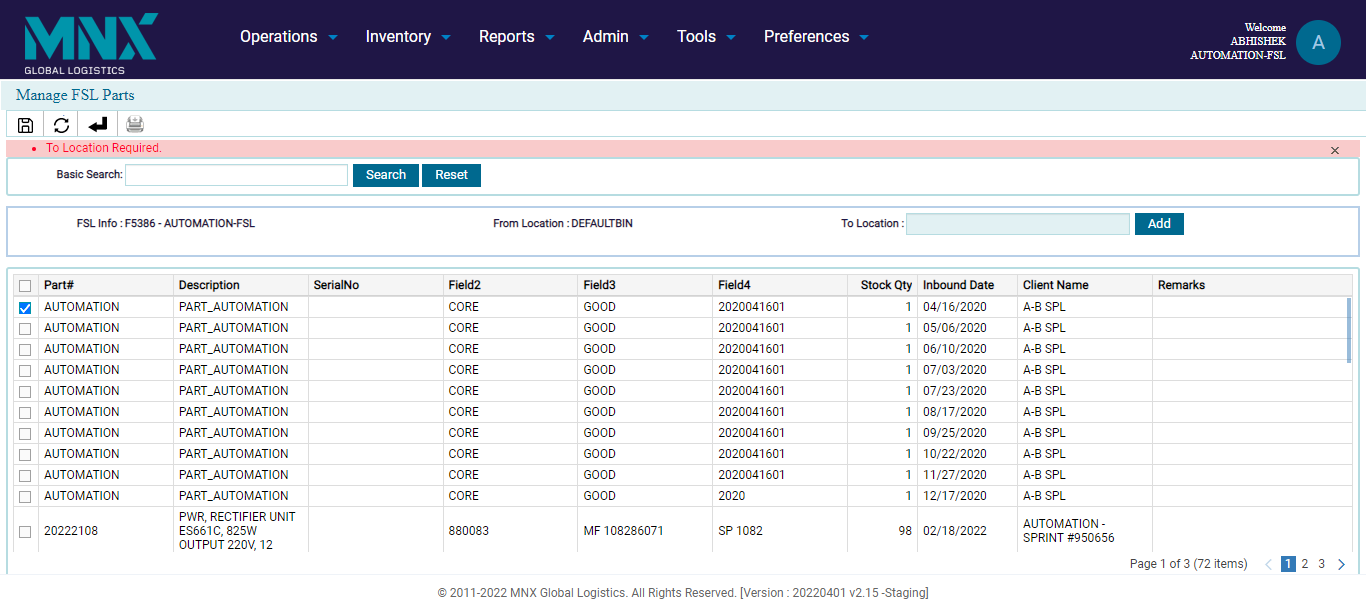 MNX
GLOBAL LOGISTICS
Operations Inventory Reports Admin Tools Preferences
Welcome
ABHISHEK
AUTOMATION-FSL
A
Manage FSL Parts
To Location Required.
Basic Search: Search Reset
FSL Info : F5386 - AUTOMATION-FSL From Location : DEFAULTBIN To Location : Add
Part# Description SerialNo Field2 Field3 Field4 Stock Qty Inbound Date Client Name Remarks
AUTOMATION PART_AUTOMATION CORE GOOD 2020041601 1 04/16/2020 A-B SPL
AUTOMATION PART_AUTOMATION CORE GOOD 2020041601 1 05/06/2020 A-B SPL
AUTOMATION PART_AUTOMATION CORE GOOD 2020041601 1 06/10/2020 A-B SPL
AUTOMATION PART_AUTOMATION CORE GOOD 2020041601 1 07/03/2020 A-B SPL
AUTOMATION PART_AUTOMATION CORE GOOD 2020041601 1 07/23/2020 A-B SPL
AUTOMATION PART_AUTOMATION CORE GOOD 2020041601 1 08/17/2020 A-B SPL
AUTOMATION PART_AUTOMATION CORE GOOD 2020041601 1 09/25/2020 A-B SPL
AUTOMATION PART_AUTOMATION CORE GOOD 2020041601 1 10/22/2020 A-B SPL
AUTOMATION PART_AUTOMATION CORE GOOD 2020041601 1 11/27/2020 A-B SPL
AUTOMATION PART_AUTOMATION CORE GOOD 2020 1 12/17/2020 A-B SPL
20222108 PWR, RECTIFIER UNIT
ES661C, 825W
OUTPUT 220V, 12 880083 MF 108286071 SP 1082 98 02/18/2022 AUTOMATION -
SPRINT #950656
Page 1 of 3 (72 items) 1 2 3
© 2011-2022 MNX Global Logistics. All Rights Reserved. [Version : 20220401 v2.15 -Staging]